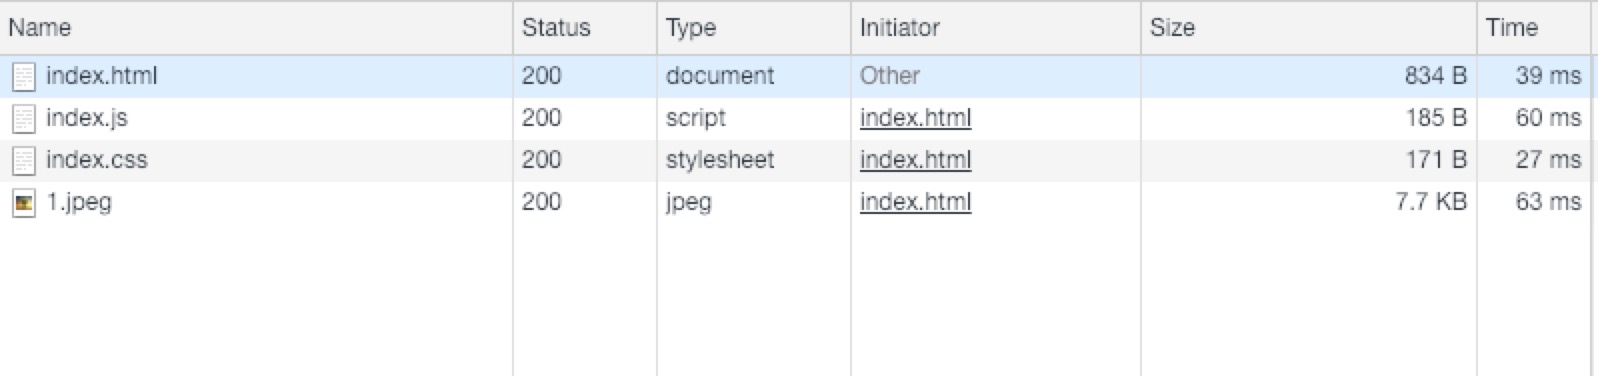 Name Status Type Initiator Size Time
index.html 200 document Other 834 B 39 ms
index.js 200 script index.html 185 B 60 ms
index.css 200 stylesheet index.html 171 B 27 ms
1.jpeg 200 jpeg index.html 7.7 KB 63 ms